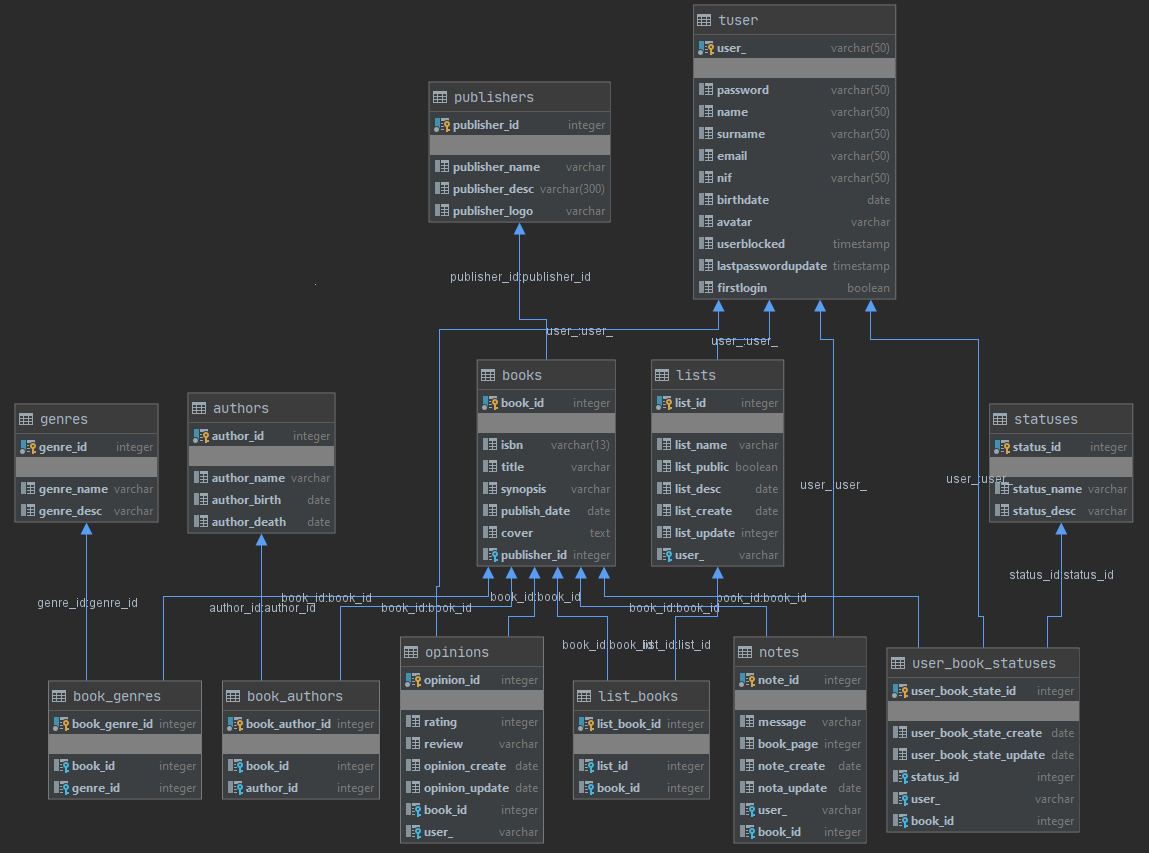 tuser
user_ varchar(50)
password varchar(50)
name varchar(50)
surname varchar(50)
email varchar(50)
nif varchar(50)
birthdate date
avatar varchar
userblocked timestamp
lastpasswordupdate timestamp
firstlogin boolean
publishers
publisher_id integer
publisher_name varchar
publisher_desc varchar(300)
publisher_logo varchar
publisher_id:publisher_id
user_:user_
user_:user_
books
book_id integer
isbn varchar(13)
title varchar
synopsis varchar
publish_date date
cover text
publisher_id integer
lists
list_id integer
list_name varchar
list_public boolean
list_desc date
list_create date
list_update integer
user_ varchar
genres
genre_id integer
genre_name varchar
genre_desc varchar
authors
author_id integer
author_name varchar
author_birth date
author_death date
statuses
status_id integer
status_name varchar
status_desc varchar
user_:user_
user_:user_
status_id:status_id
genre_id:genre_id
book_id:book_id
author_id:author_id
book_id:book_id
book_id:book_id
book_id:book_id
book_id:book_id
book_id:book_id
list_id:list_id
book_genres
book_genre_id integer
book_id integer
genre_id integer
book_authors
book_author_id integer
book_id integer
author_id integer
opinions
opinion_id integer
rating integer
review varchar
opinion_create date
opinion_update date
book_id integer
user_ varchar
list_books
list_book_id integer
list_id integer
book_id integer
notes
note_id integer
message varchar
book_page integer
note_create date
nota_update date
user_ varchar
book_id integer
user_book_statuses
user_book_state_id integer
user_book_state_create date
user_book_state_update date
status_id integer
user_ varchar
book_id integer